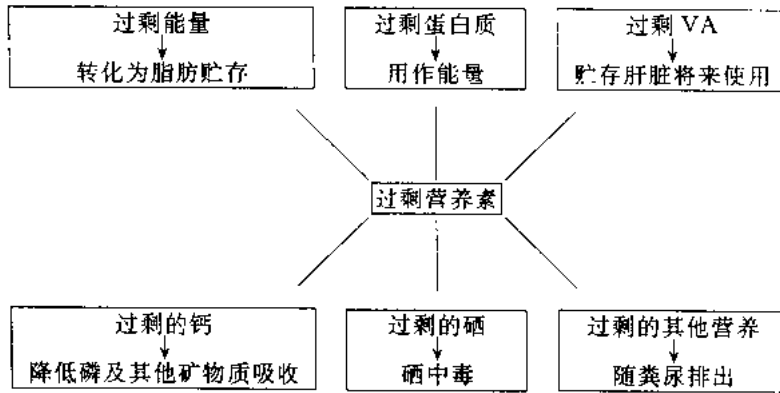 过剩能量
转化为脂肪贮存
过剩蛋白质
用作能量
过剩 VA
贮存肝脏将来使用
过剩营养素
过剩的钙
降低磷及其他矿物质吸收
过剩的硒
硒中毒
过剩的其他营养
随粪尿排出